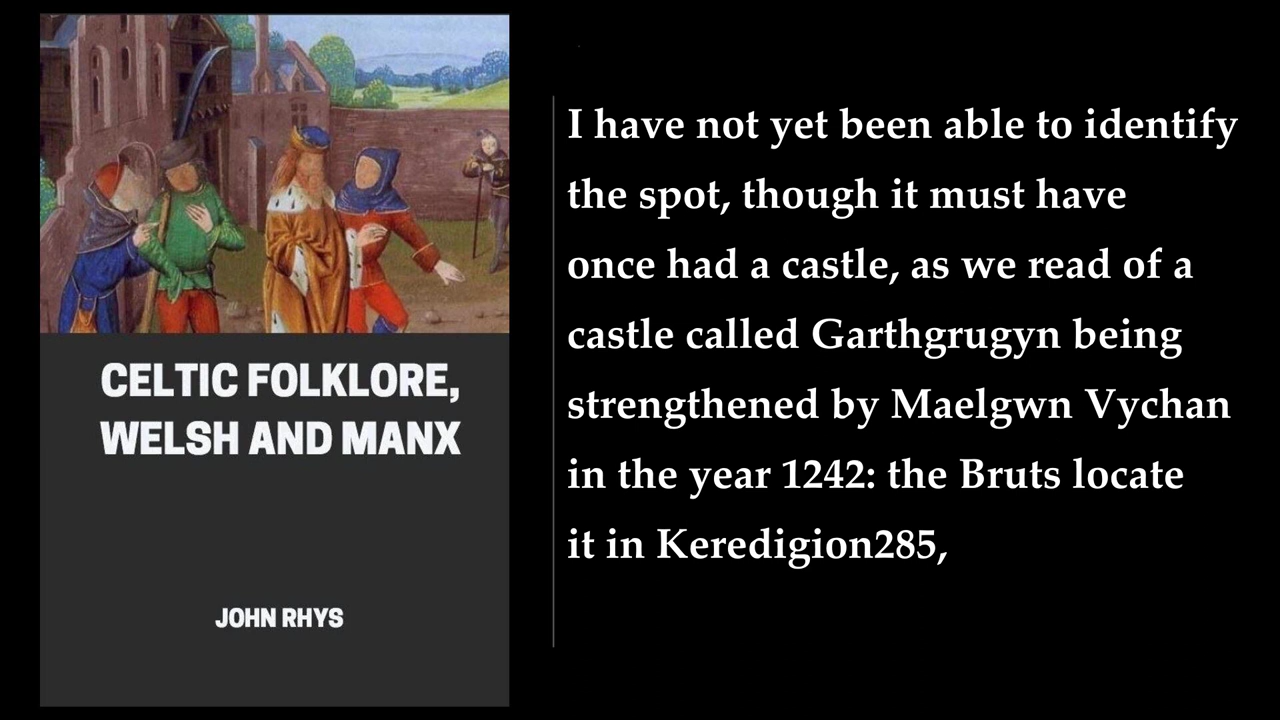 CELTIC FOLKLORE,
WELSH AND MANX
JOHN RHYS
I have not yet been able to identify
the spot, though it must have
once had a castle, as we read of a
castle called Garthgrugyn being
strengthened by Maelgwn Vychan
in the year 1242: the Bruts locate
it in Keredigion285,